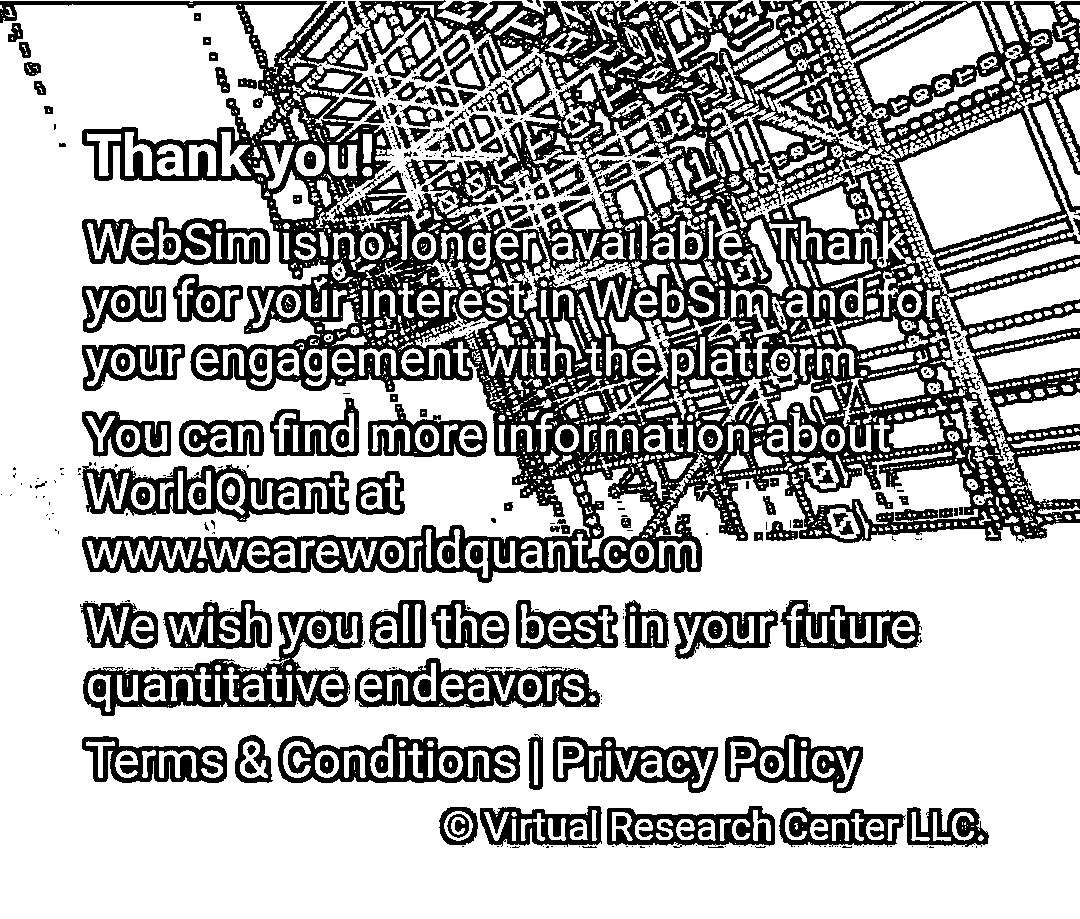 Thank you!
WebSim is no longer available. Thank
you for your interest in WebSim and for
your engagement with the platform.
You can find more information about
WorldQuant at
www.weareworldquant.com
We wish you all the best in your future
quantitative endeavors.
Terms & Conditions | Privacy Policy
© Virtual Research Center LLC.